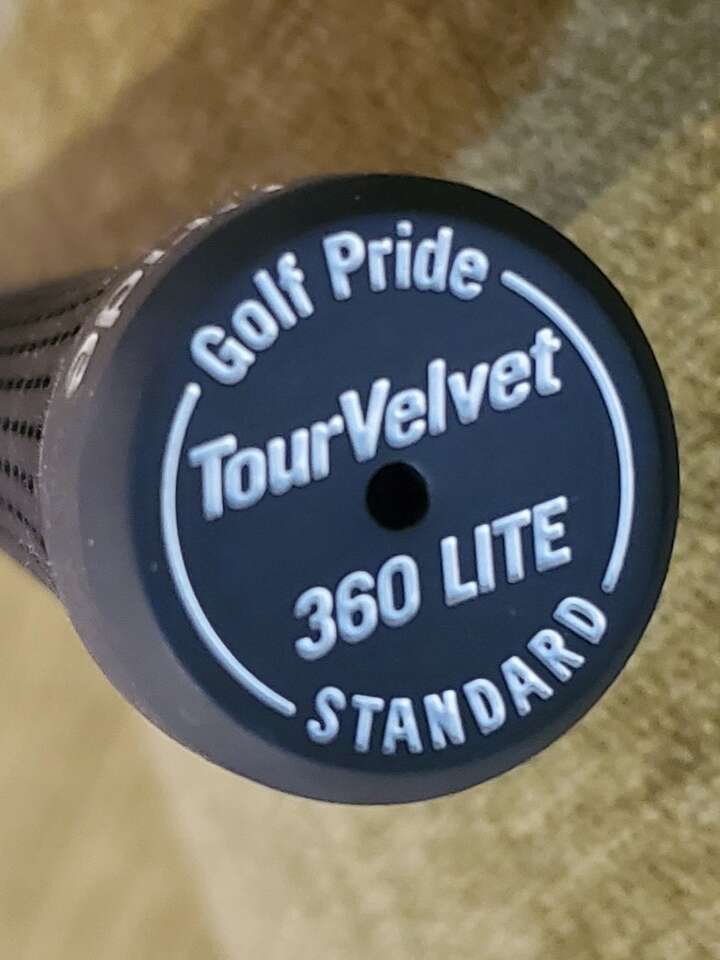 Golf Pride
TourVelvet
360 LITE
STANDARD